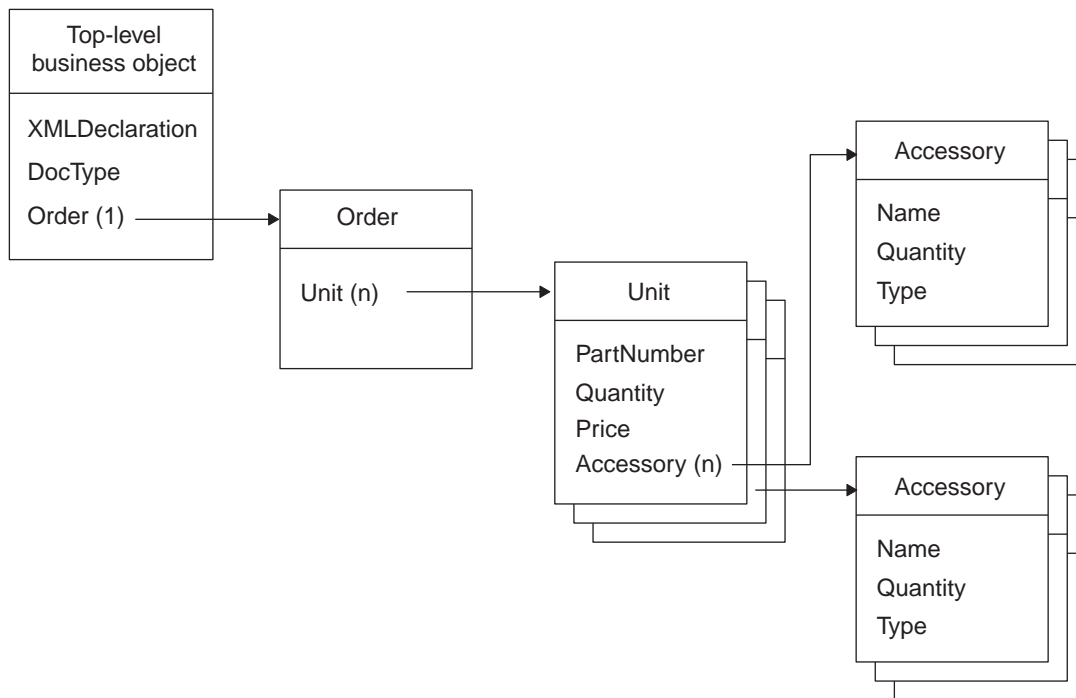 Top-level
business object
XMLDeclaration
DocType
Order (1)
Order
Unit (n)
Unit
PartNumber
Quantity
Price
Accessory (n)
Accessory
Name
Quantity
Type
Accessory
Name
Quantity
Type